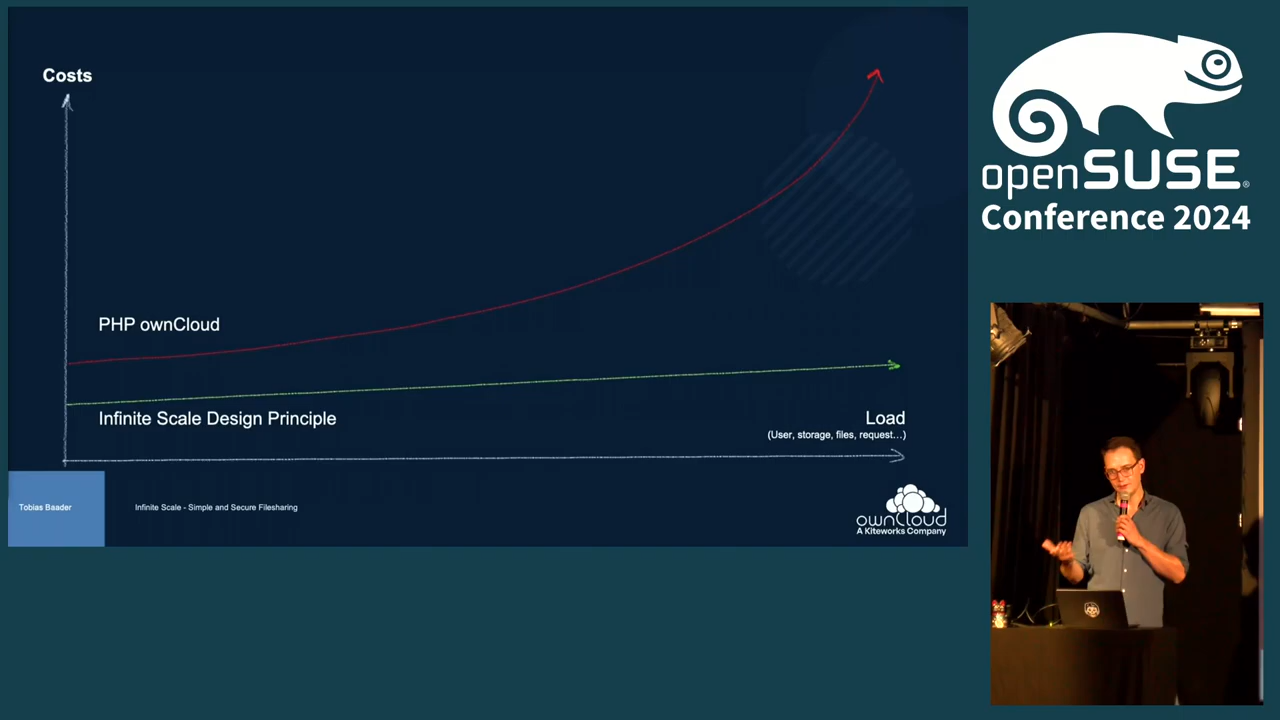 Costs
PHP ownCloud
Infinite Scale Design Principle
Load
(User, storage, files, request...)
Tobias Baader
Infinite Scale - Simple and Secure Filesharing
ownCloud
A Kiteworks Company
openSUSE®
Conference 2024